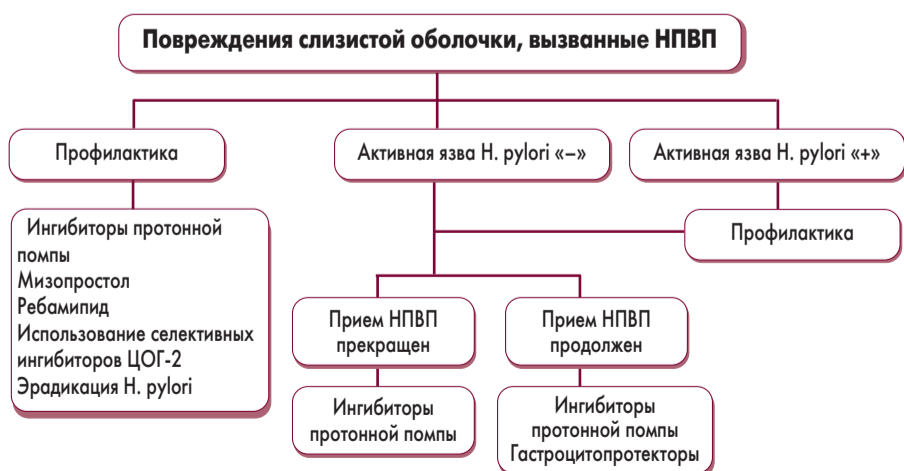 Повреждения слизистой оболочки, вызванные НПВП
Профилактика
Активная язва H. pylori «–»
Активная язва H. pylori «+»
Ингибиторы протонной
помпы
Мизопростол
Ребамипид
Использование селективных
ингибиторов ЦОГ-2
Эрадикация H. pylori
Профилактика
Прием НПВП
прекращен
Прием НПВП
продолжен
Ингибиторы
протонной помпы
Ингибиторы
протонной помпы
Гастроцитопротекторы